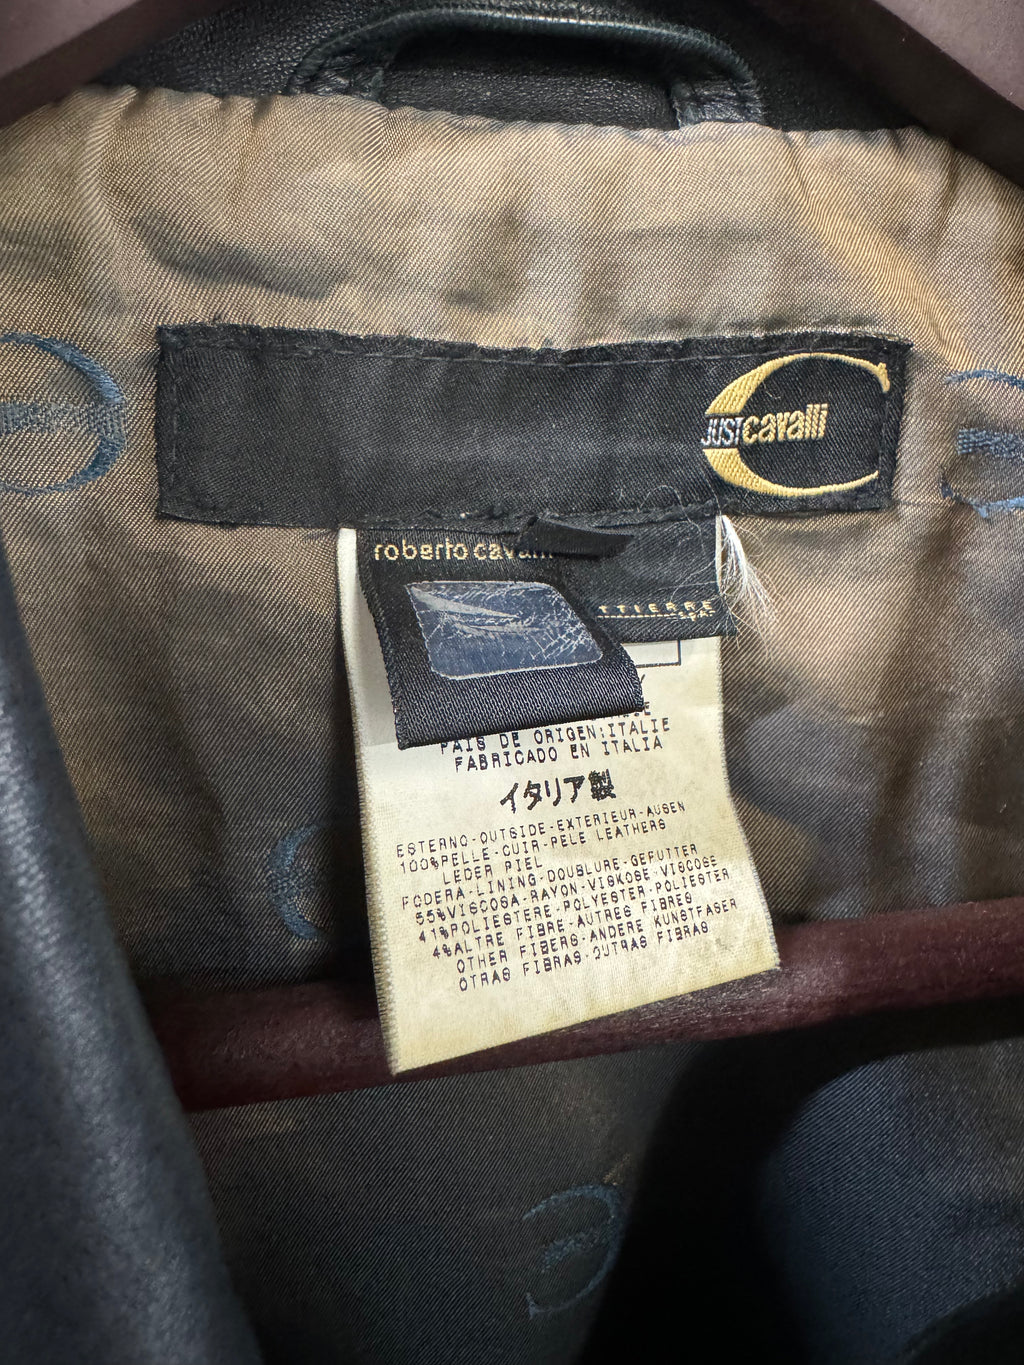 JUST cavalli
roberto cavalli
TTIERRE
S.p.A.
PAIS DE ORIGEN:ITALIE
FABRICADO EN ITALIA
イタリア製
ESTERNO-OUTSIDE-EXTERIEUR-AUSEN
100%PELLE-CUIR-PELE LEATHERS
LEDER PIEL
FODERA-LINING-DOUBLURE-GEFUTTER
55%VISCOSA-RAYON-VISKOSE-VISCOSE
41%POLIESTERE-POLYESTER-POLIESTER
4%ALTRE FIBRE-AUTRES FIBRES
OTHER FIBERS-ANDERE KUNSTFASER
OTRAS FIBRAS-OUTRAS FIBRAS